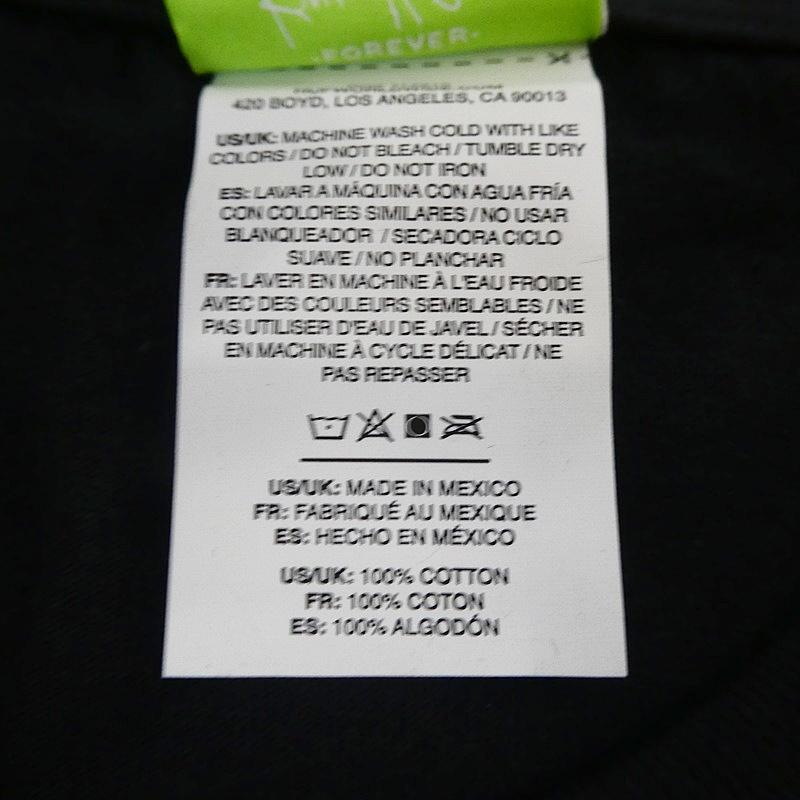 ·FOREVER·
420 BOYD, LOS ANGELES, CA 90013
US/UK: MACHINE WASH COLD WITH LIKE
COLORS / DO NOT BLEACH / TUMBLE DRY
LOW / DO NOT IRON
ES: LAVAR A MÁQUINA CON AGUA FRÍA
CON COLORES SIMILARES / NO USAR
BLANQUEADOR / SECADORA CICLO
SUAVE / NO PLANCHAR
FR: LAVER EN MACHINE À L'EAU FROIDE
AVEC DES COULEURS SEMBLABLES / NE
PAS UTILISER D'EAU DE JAVEL / SÉCHER
EN MACHINE À CYCLE DÉLICAT / NE
PAS REPASSER
US/UK: MADE IN MEXICO
FR: FABRIQUÉ AU MEXIQUE
ES: HECHO EN MÉXICO
US/UK: 100% COTTON
FR: 100% COTON
ES: 100% ALGODÓN